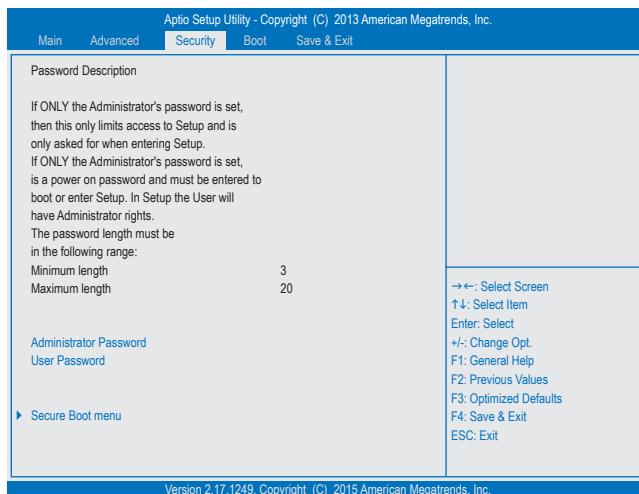 Aptio Setup Utility - Copyright (C) 2013 American Megatrends, Inc.
Main Advanced Security Boot Save & Exit
Password Description
If ONLY the Administrator's password is set,
then this only limits access to Setup and is
only asked for when entering Setup.
If ONLY the Administrator's password is set,
is a power on password and must be entered to
boot or enter Setup. In Setup the User will
have Administrator rights.
The password length must be
in the following range:
Minimum length 3
Maximum length 20
Administrator Password
User Password
Secure Boot menu
→←: Select Screen
↑↓: Select Item
Enter: Select
+/-: Change Opt.
F1: General Help
F2: Previous Values
F3: Optimized Defaults
F4: Save & Exit
ESC: Exit
Version 2.17.1249. Copyright (C) 2015 American Megatrends, Inc.